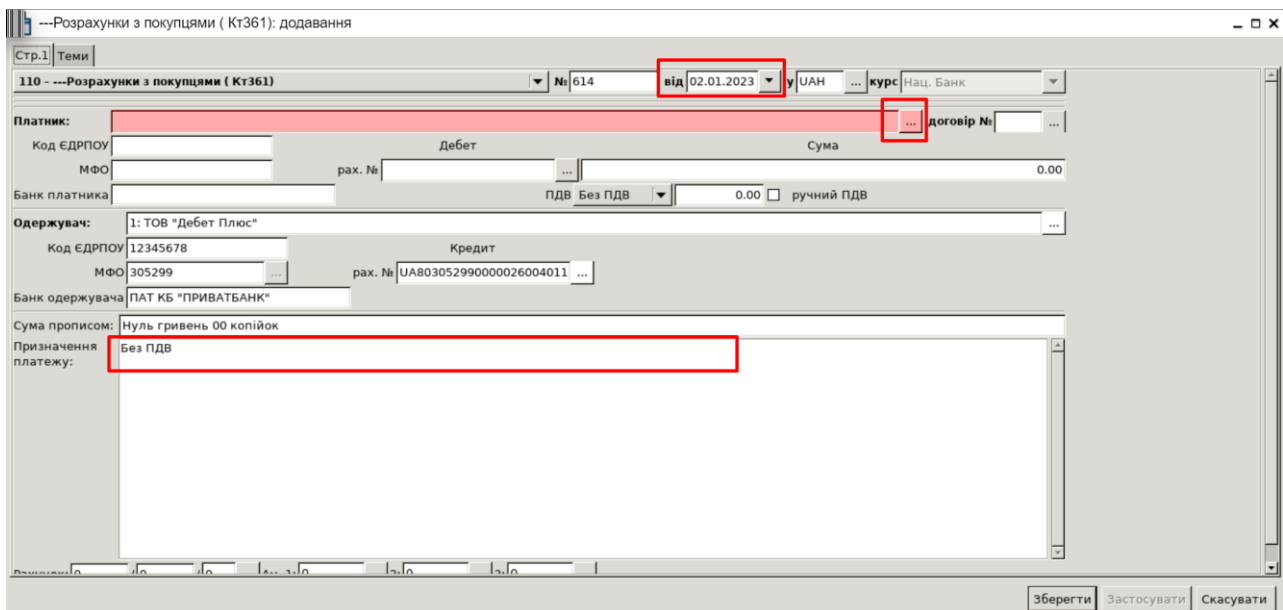 ---Розрахунки з покупцями ( Кт361): додавання
Стр.1 Теми
110 - ---Розрахунки з покупцями ( Кт361) № 614 від 02.01.2023 у UAH ... курс Нац. Банк
Платник: ... договір № ...
Код ЄДРПОУ Дебет Сума
МФО рах. № ... 0.00
Банк платника ПДВ Без ПДВ 0.00 ручний ПДВ
Одержувач: 1: ТОВ "Дебет Плюс" ...
Код ЄДРПОУ 12345678 Кредит
МФО 305299 ... рах. № UA803052990000026004011 ...
Банк одержувача ПАТ КБ "ПРИВАТБАНК"
Сума прописом: Нуль гривень 00 копійок
Призначення Без ПДВ
платежу:
Зберегти Застосувати Скасувати